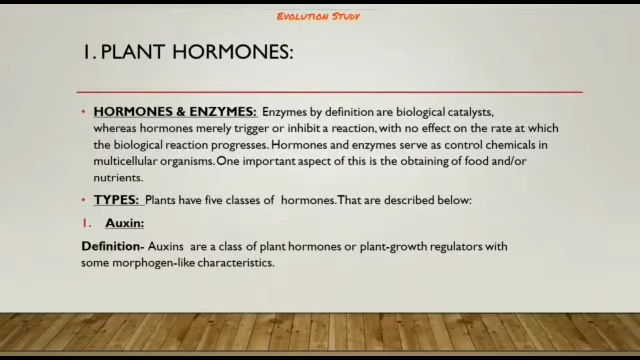 Evolution Study
1. PLANT HORMONES:
• HORMONES & ENZYMES: Enzymes by definition are biological catalysts,
whereas hormones merely trigger or inhibit a reaction, with no effect on the rate at which
the biological reaction progresses. Hormones and enzymes serve as control chemicals in
multicellular organisms. One important aspect of this is the obtaining of food and/or
nutrients.
• TYPES: Plants have five classes of hormones. That are described below:
1. Auxin:
Definition- Auxins are a class of plant hormones or plant-growth regulators with
some morphogen-like characteristics.